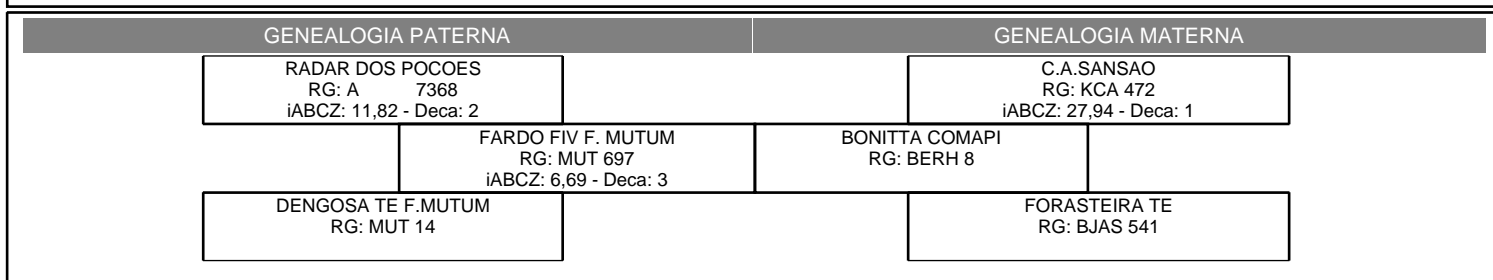 GENEALOGIA PATERNA
GENEALOGIA MATERNA
RADAR DOS POCOES
RG: A 7368
iABCZ: 11,82 - Deca: 2
C.A.SANSAO
RG: KCA 472
iABCZ: 27,94 - Deca: 1
FARDO FIV F. MUTUM
RG: MUT 697
iABCZ: 6,69 - Deca: 3
BONITTA COMAPI
RG: BERH 8
DENGOSA TE F.MUTUM
RG: MUT 14
FORASTEIRA TE
RG: BJAS 541